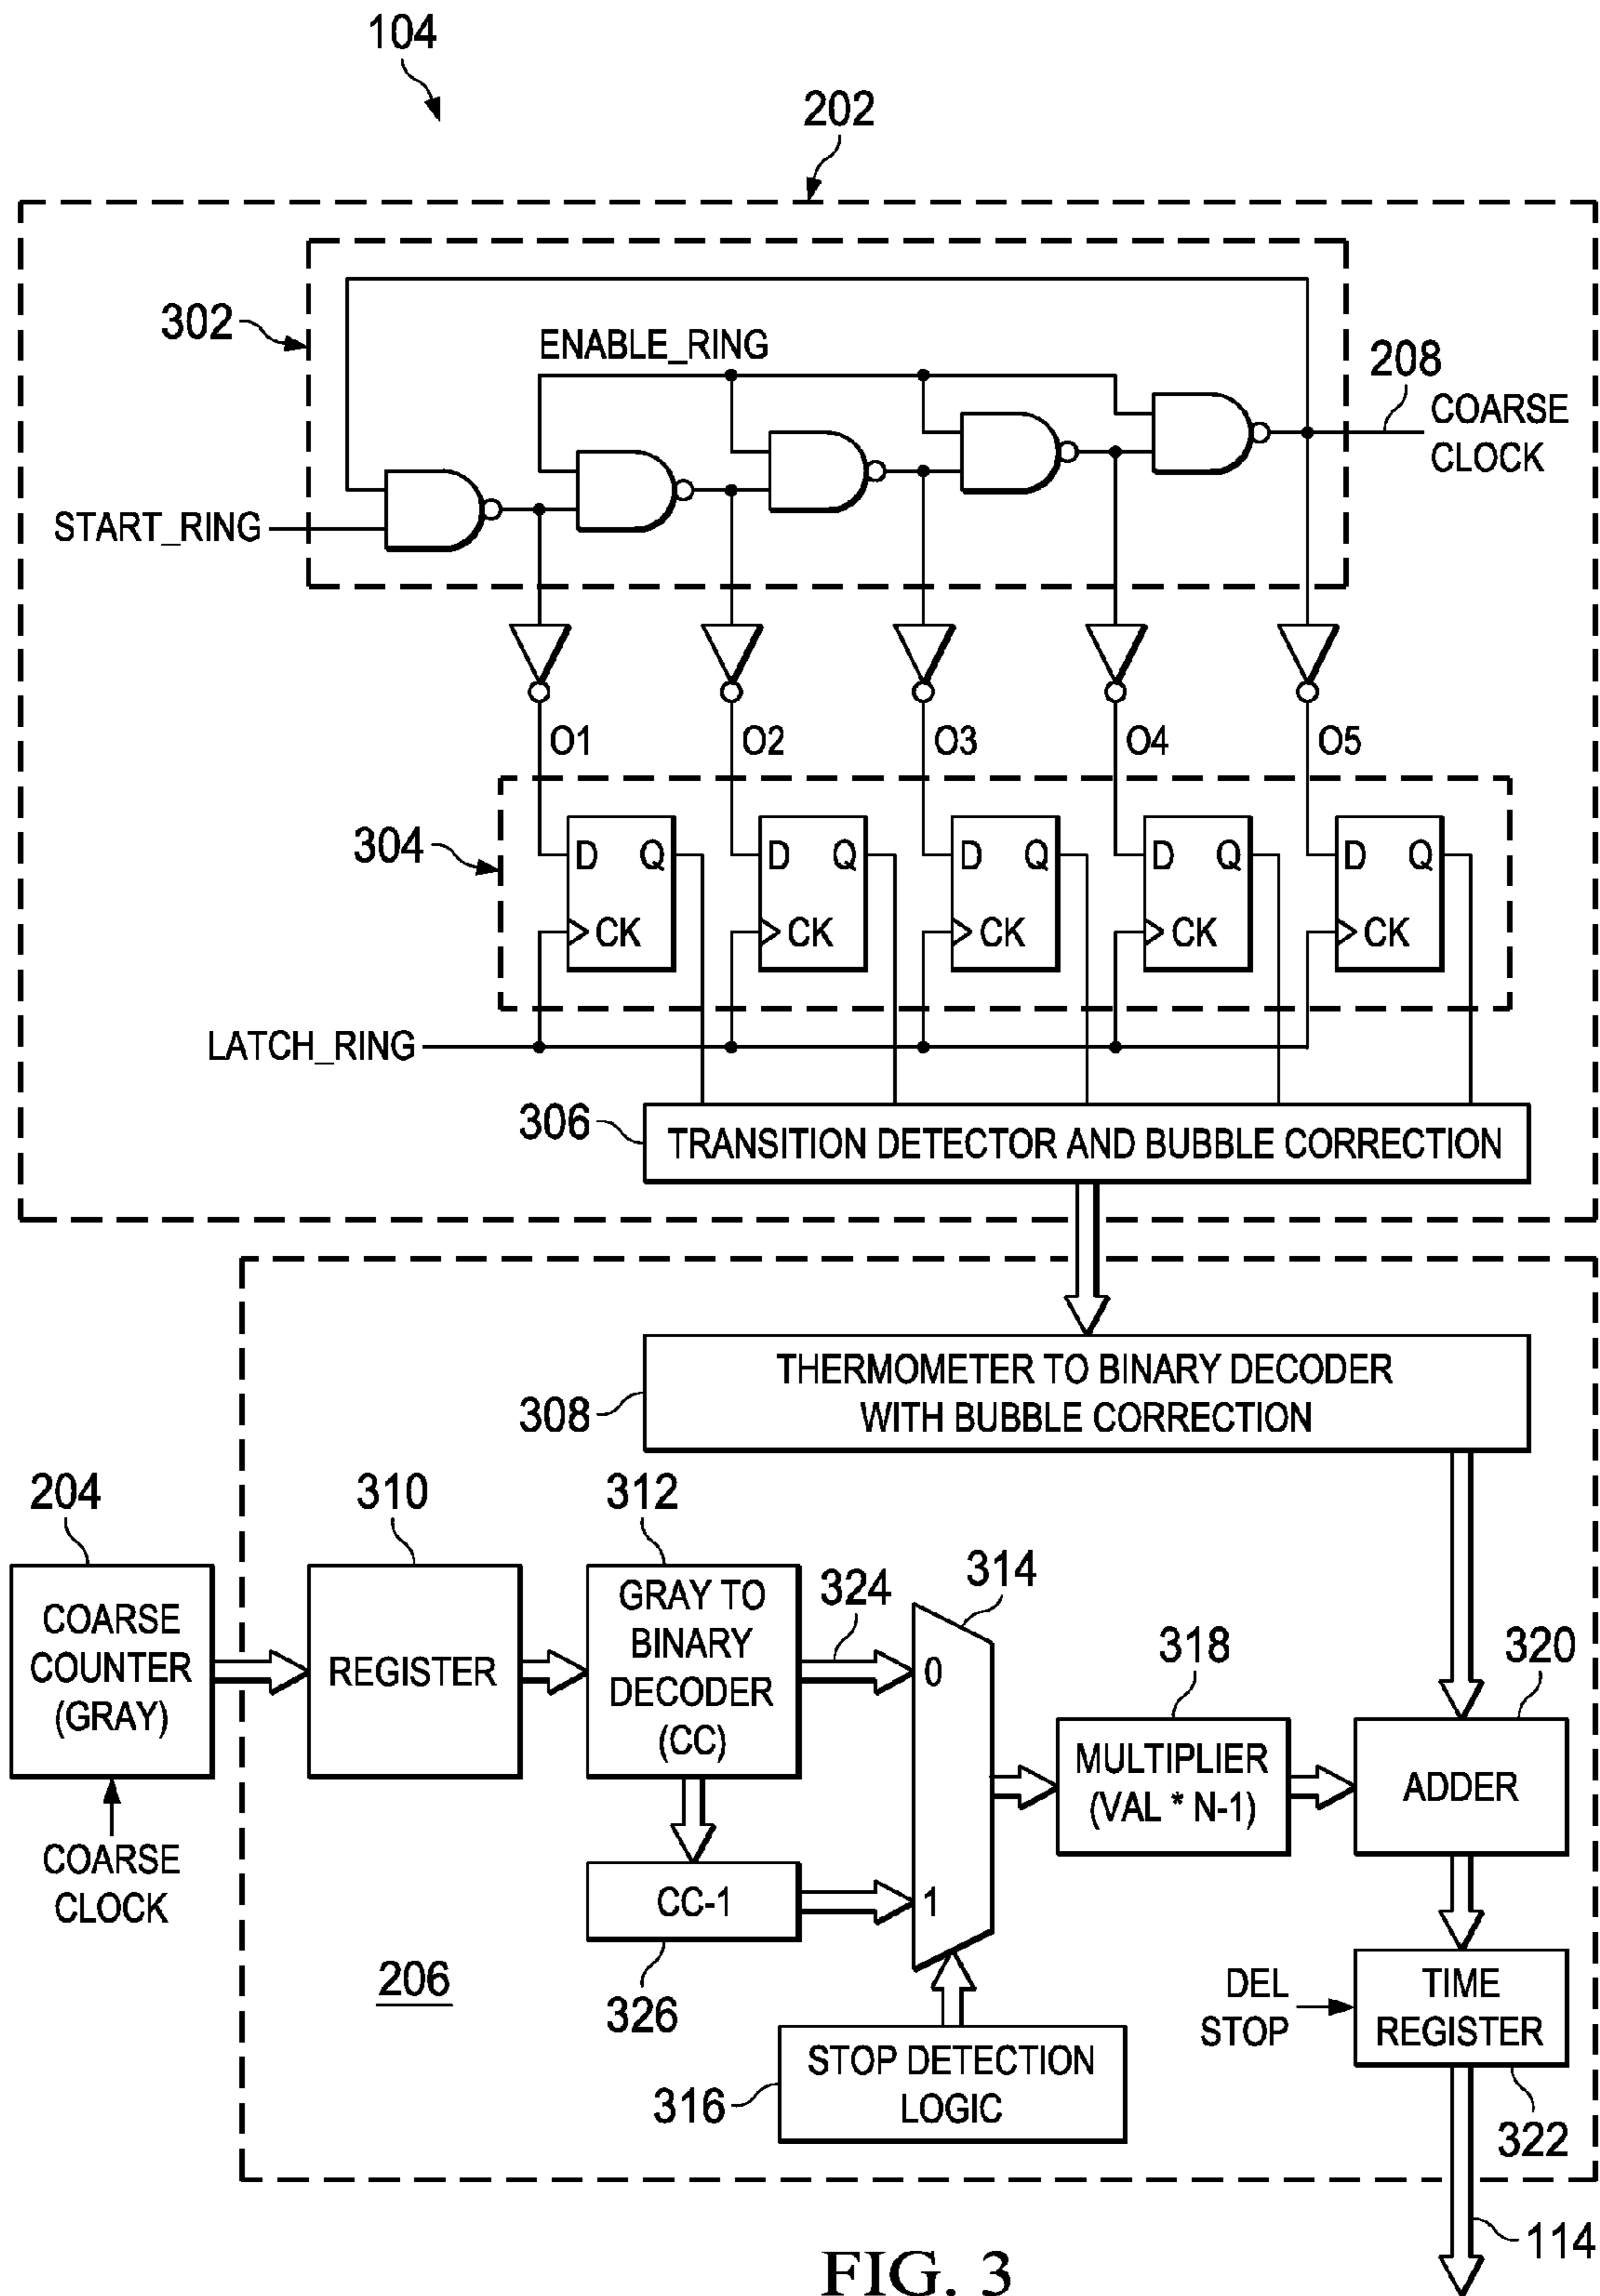 104
202
302
ENABLE_RING
208
COARSE
CLOCK
START_RING
O1
O2
O3
O4
O5
304
D Q
CK
D Q
CK
D Q
CK
D Q
CK
D Q
CK
LATCH_RING
306
TRANSITION DETECTOR AND BUBBLE CORRECTION
THERMOMETER TO BINARY DECODER
WITH BUBBLE CORRECTION
308
204
310
312
324
314
COARSE
COUNTER
(GRAY)
REGISTER
GRAY TO
BINARY
DECODER
(CC)
0
318
320
MULTIPLIER
(VAL * N-1)
ADDER
COARSE
CLOCK
CC-1
1
206
326
DEL
STOP
TIME
REGISTER
STOP DETECTION
LOGIC
316
322
114
FIG. 3